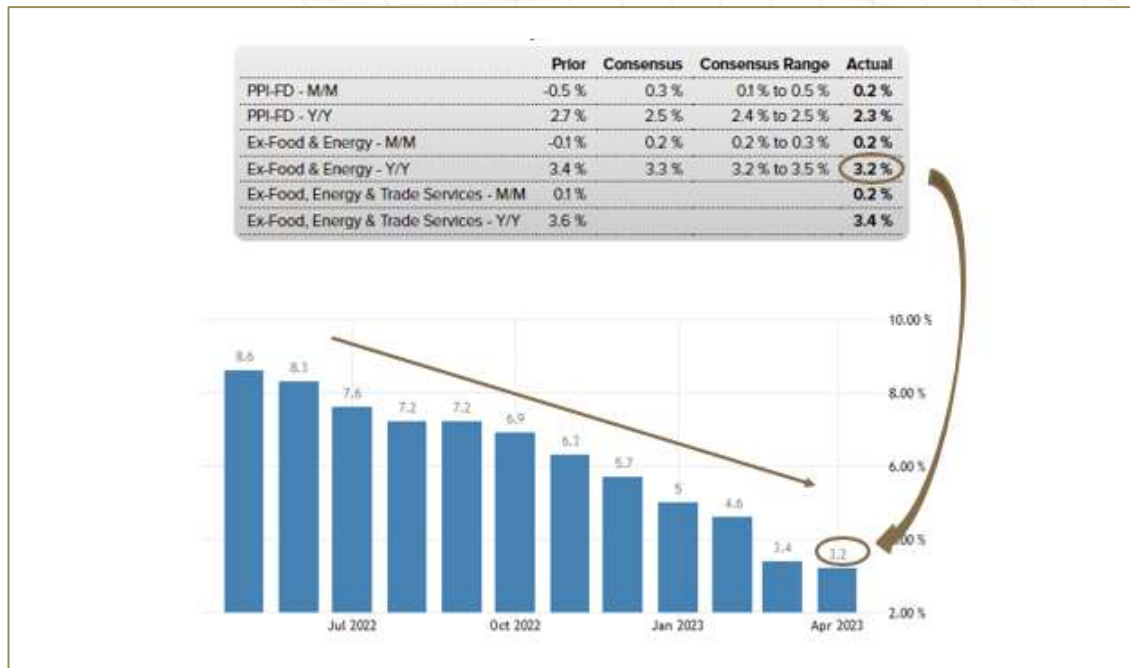 Prior Consensus Consensus Range Actual
PPI-FD - M/M -0.5 % 0.3 % 0.1 % to 0.5 % 0.2 %
PPI-FD - Y/Y 2.7 % 2.5 % 2.4 % to 2.5 % 2.3 %
Ex-Food & Energy - M/M -0.1 % 0.2 % 0.2 % to 0.3 % 0.2 %
Ex-Food & Energy - Y/Y 3.4 % 3.3 % 3.2 % to 3.5 % 3.2 %
Ex-Food, Energy & Trade Services - M/M 0.1 % 0.2 %
Ex-Food, Energy & Trade Services - Y/Y 3.6 % 3.4 %
10.00 %
8.6
8.3
7.6
7.2
7.2
6.9
6.3
5.7
5
4.6
3.4
3.2
8.00 %
6.00 %
.00 %
2.00 %
Jul 2022 Oct 2022 Jan 2023 Apr 2023